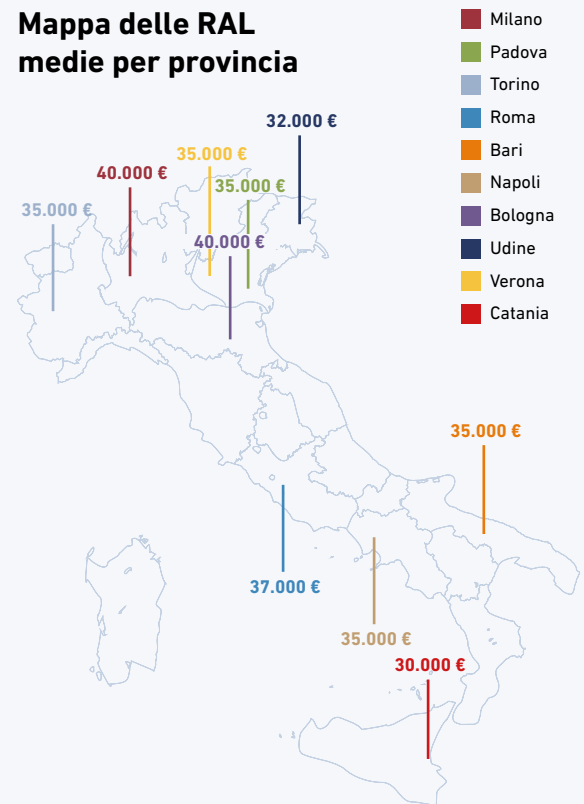 Mappa delle RAL
medie per provincia
Milano
Padova
Torino
Roma
Bari
Napoli
Bologna
Udine
Verona
Catania
32.000 €
35.000 €
40.000 €
35.000 €
35.000 €
40.000 €
35.000 €
37.000 €
35.000 €
30.000 €